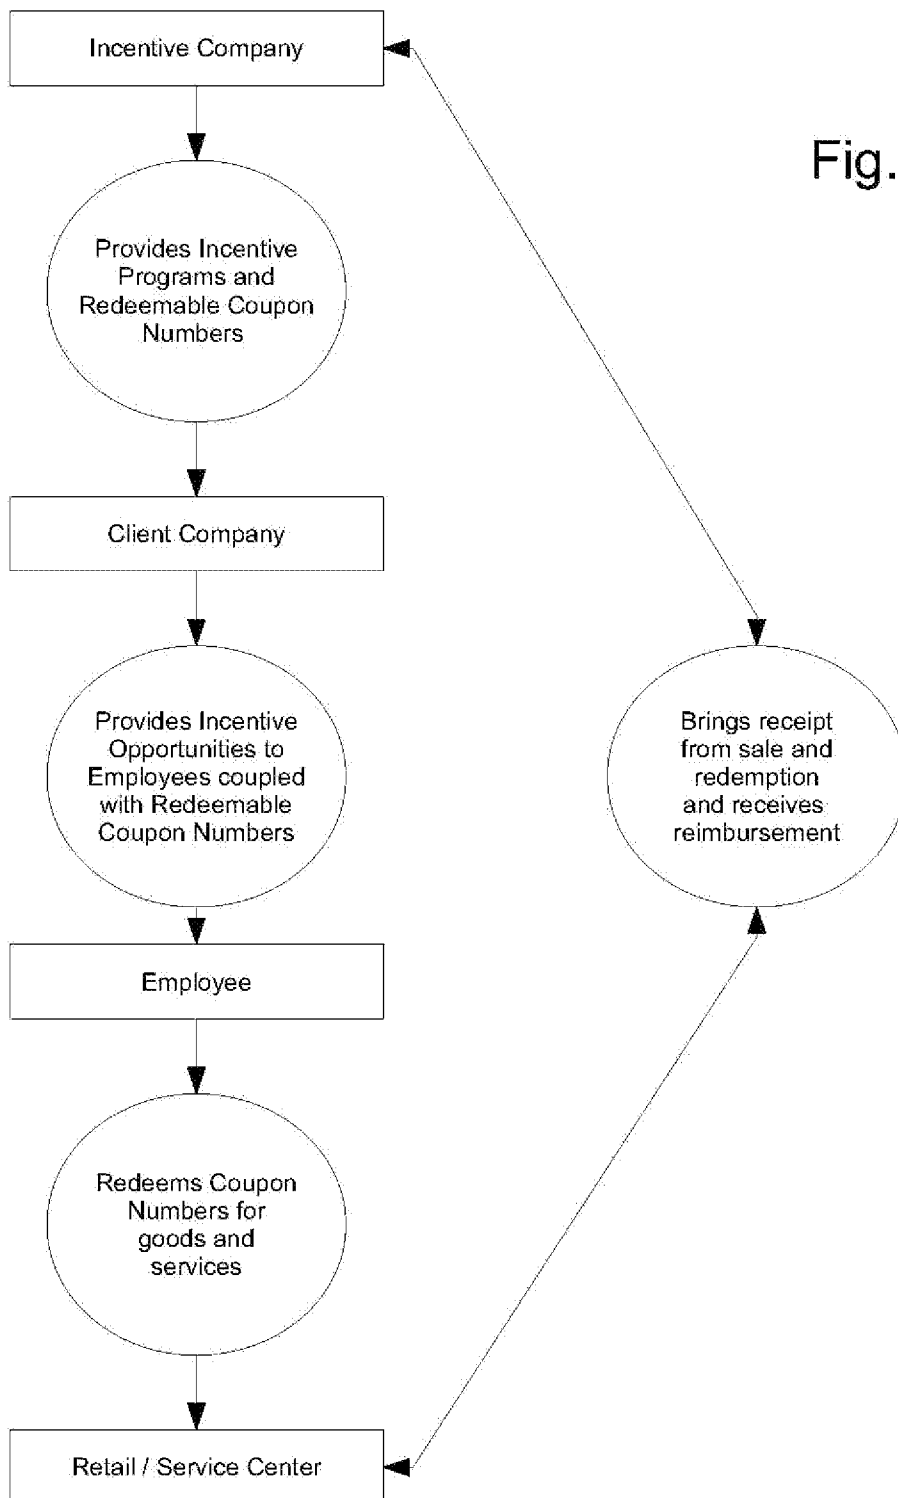 Incentive Company
Fig.
Provides Incentive
Programs and
Redeemable Coupon
Numbers
Client Company
Provides Incentive
Opportunities to
Employees coupled
with Redeemable
Coupon Numbers
Brings receipt
from sale and
redemption
and receives
reimbursement
Employee
Redeems Coupon
Numbers for
goods and
services
Retail / Service Center